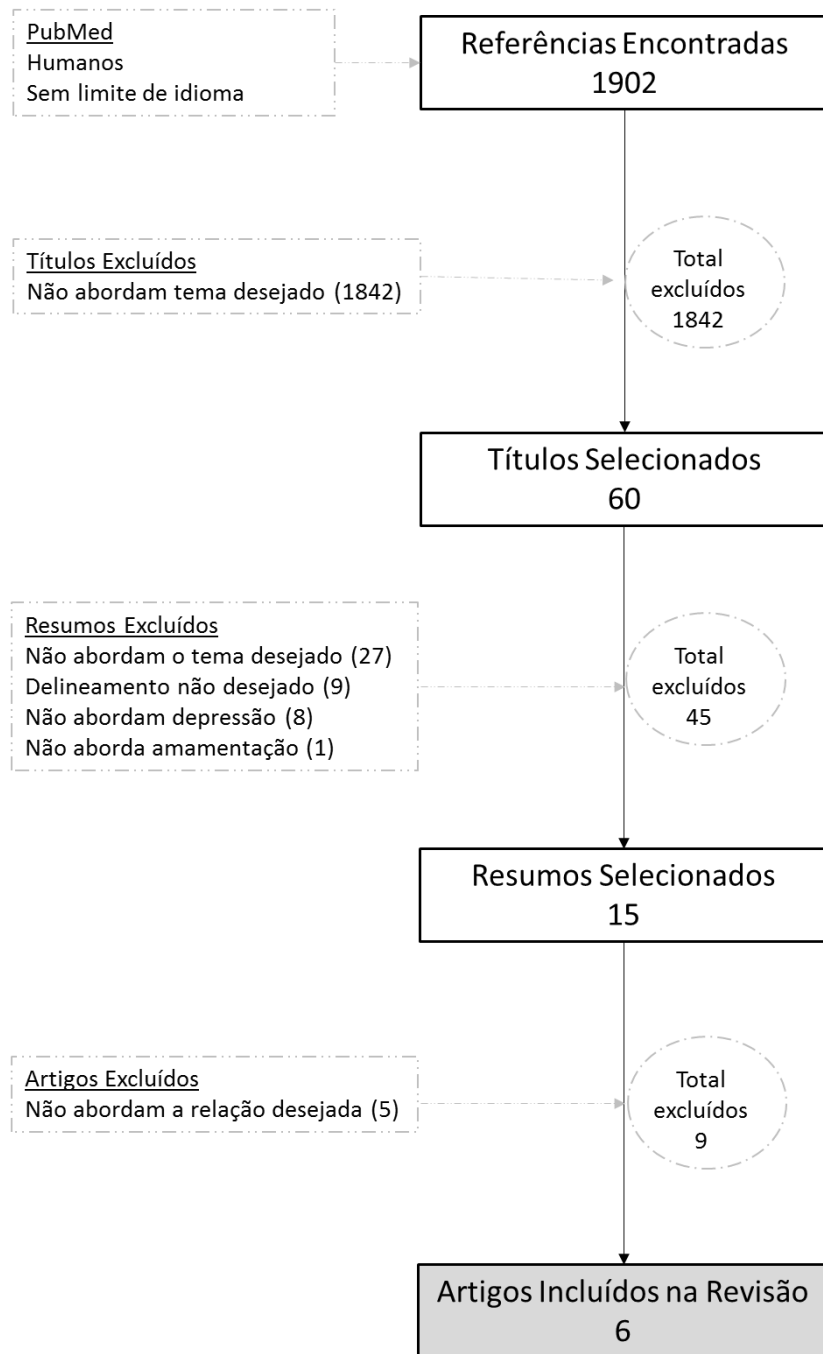 PubMed
Humanos
Sem limite de idioma
Referências Encontradas
1902
Títulos Excluídos
Não abordam tema desejado (1842)
Total
excluídos
1842
Títulos Selecionados
60
Resumos Excluídos
Não abordam o tema desejado (27)
Delineamento não desejado (9)
Não abordam depressão (8)
Não aborda amamentação (1)
Total
excluídos
45
Resumos Selecionados
15
Artigos Excluídos
Não abordam a relação desejada (5)
Total
excluídos
9
Artigos Incluídos na Revisão
6